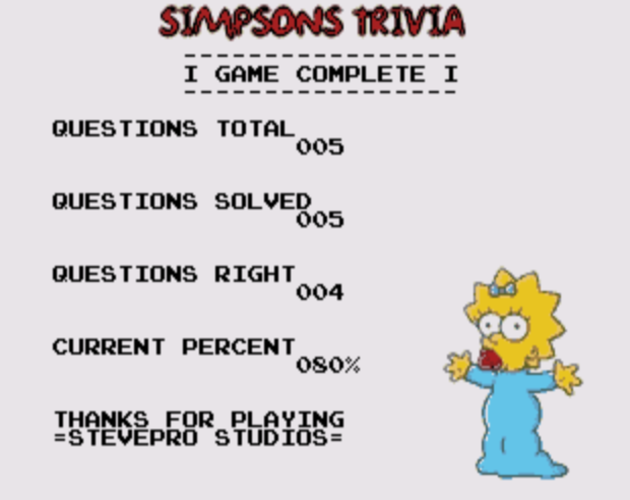 SIMPSONS TRIVIA
I GAME COMPLETE I
QUESTIONS TOTAL
005
QUESTIONS SOLVED
005
QUESTIONS RIGHT
004
CURRENT PERCENT
080%
THANKS FOR PLAYING
=STEVEPRO STUDIOS=